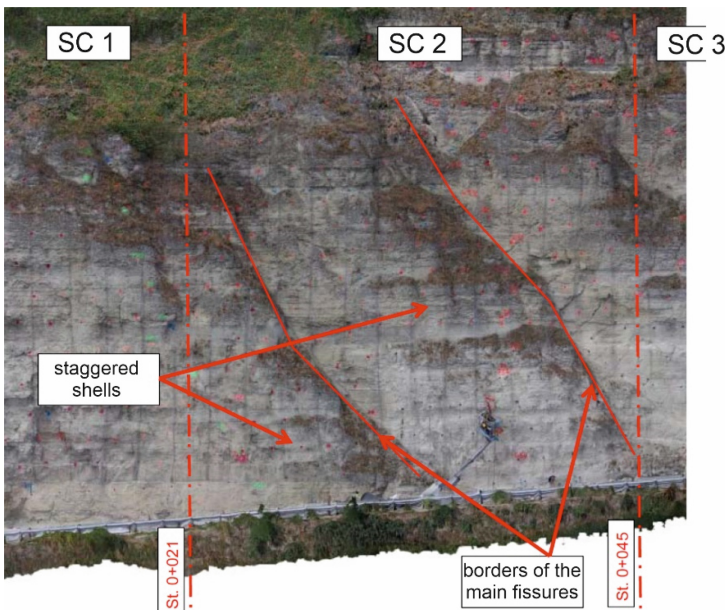 SC 1
SC 2
SC 3
staggered
shells
St. 0+021
borders of the
main fissures
St. 0+045